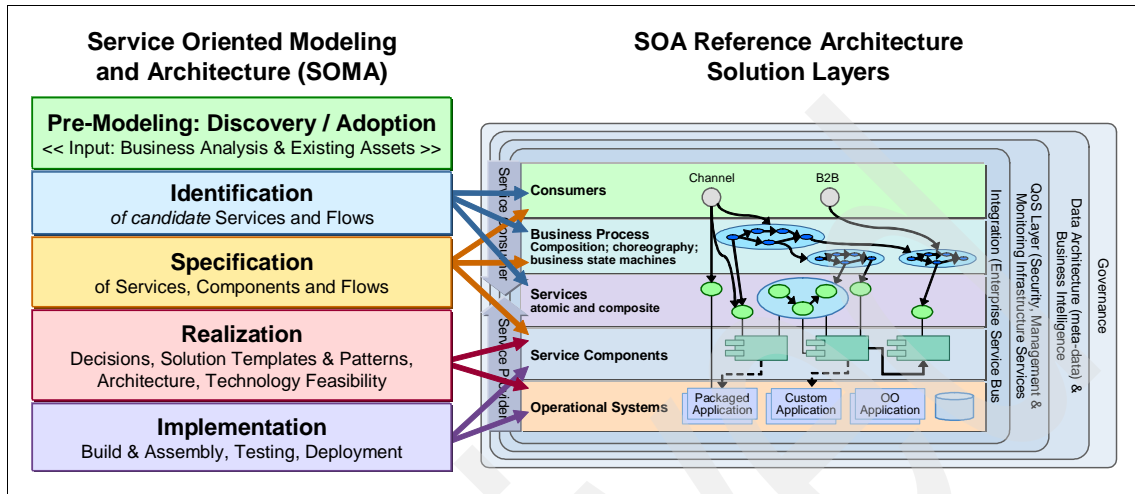 Service Oriented Modeling
and Architecture (SOMA)
Pre-Modeling: Discovery / Adoption
<< Input: Business Analysis & Existing Assets >>
Identification
of candidate Services and Flows
Specification
of Services, Components and Flows
Realization
Decisions, Solution Templates & Patterns,
Architecture, Technology Feasibility
Implementation
Build & Assembly, Testing, Deployment
SOA Reference Architecture
Solution Layers
Service Consumer
Service Provider
Consumers
Channel
B2B
Business Process
Composition; choreography;
business state machines
Services
atomic and composite
Service Components
Operational Systems
Packaged
Application
Custom
Application
OO
Application
Integration (Enterprise Service Bus
QoS Layer (Security, Management &
Monitoring Infrastructure Services
Data Architecture (meta-data) &
Business Intelligence
Governance